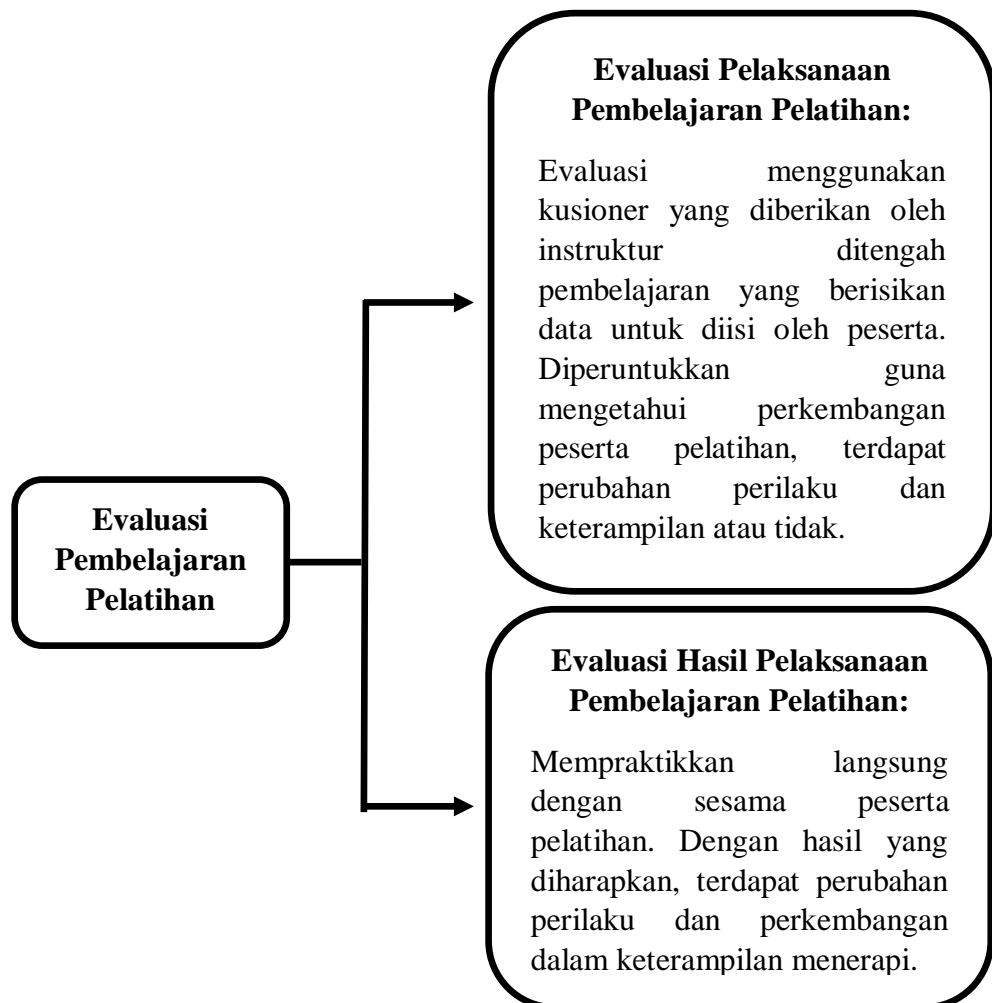 Evaluasi Pelaksanaan
Pembelajaran Pelatihan:
Evaluasi menggunakan
kusioner yang diberikan oleh
instruktur ditengah
pembelajaran yang berisikan
data untuk diisi oleh peserta.
Diperuntukkan guna
mengetahui perkembangan
peserta pelatihan, terdapat
perubahan perilaku dan
keterampilan atau tidak.
Evaluasi
Pembelajaran
Pelatihan
Evaluasi Hasil Pelaksanaan
Pembelajaran Pelatihan:
Mempraktikkan langsung
dengan sesama peserta
pelatihan. Dengan hasil yang
diharapkan, terdapat perubahan
perilaku dan perkembangan
dalam keterampilan menerapi.